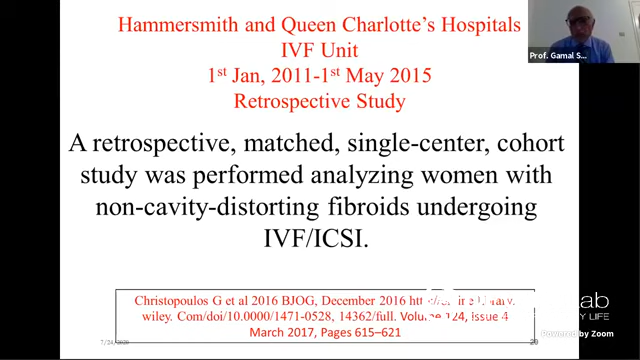 Hammersmith and Queen Charlotte's Hospitals
IVF Unit
1st Jan, 2011-1st May 2015
Retrospective Study
Prof. Gamal S...
A retrospective, matched, single-center, cohort
study was performed analyzing women with
non-cavity-distorting fibroids undergoing
IVF/ICSI.
Christopoulos G et al 2016 BJOG, December 2016
wiley. Com/doi/10.0000/1471-0528, 14362/full. Volume 124, Issue 4
March 2017, Pages 615–621
ab
Y LIFE
Powered by Zoom
7/24/2020
20